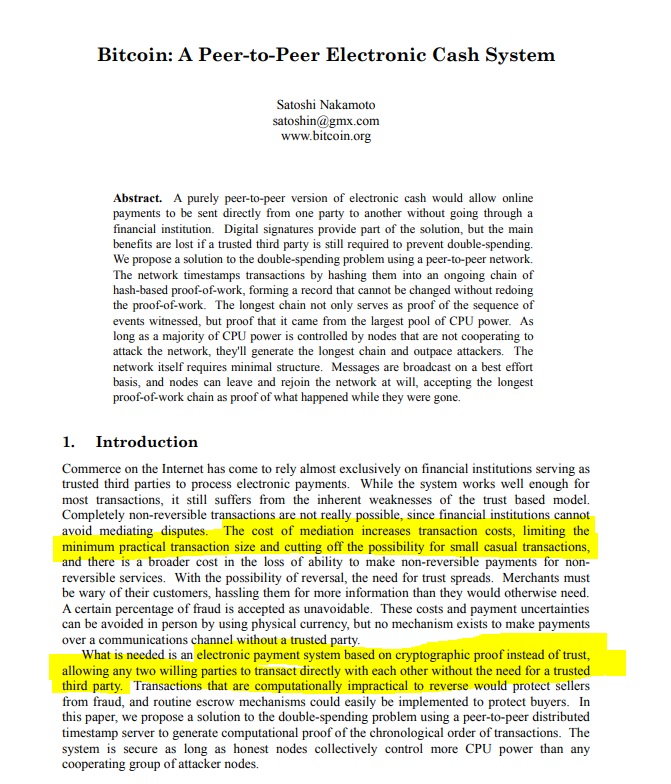 Bitcoin: A Peer-to-Peer Electronic Cash System
Satoshi Nakamoto
satoshin@gmx.com
www.bitcoin.org
Abstract. A purely peer-to-peer version of electronic cash would allow online
payments to be sent directly from one party to another without going through a
financial institution. Digital signatures provide part of the solution, but the main
benefits are lost if a trusted third party is still required to prevent double-spending.
We propose a solution to the double-spending problem using a peer-to-peer network.
The network timestamps transactions by hashing them into an ongoing chain of
hash-based proof-of-work, forming a record that cannot be changed without redoing
the proof-of-work. The longest chain not only serves as proof of the sequence of
events witnessed, but proof that it came from the largest pool of CPU power. As
long as a majority of CPU power is controlled by nodes that are not cooperating to
attack the network, they'll generate the longest chain and outpace attackers. The
network itself requires minimal structure. Messages are broadcast on a best effort
basis, and nodes can leave and rejoin the network at will, accepting the longest
proof-of-work chain as proof of what happened while they were gone.
1. Introduction
Commerce on the Internet has come to rely almost exclusively on financial institutions serving as
trusted third parties to process electronic payments. While the system works well enough for
most transactions, it still suffers from the inherent weaknesses of the trust based model.
Completely non-reversible transactions are not really possible, since financial institutions cannot
avoid mediating disputes. The cost of mediation increases transaction costs, limiting the
minimum practical transaction size and cutting off the possibility for small casual transactions,
and there is a broader cost in the loss of ability to make non-reversible payments for non-
reversible services. With the possibility of reversal, the need for trust spreads. Merchants must
be wary of their customers, hassling them for more information than they would otherwise need.
A certain percentage of fraud is accepted as unavoidable. These costs and payment uncertainties
can be avoided in person by using physical currency, but no mechanism exists to make payments
over a communications channel without a trusted party.
What is needed is an electronic payment system based on cryptographic proof instead of trust,
allowing any two willing parties to transact directly with each other without the need for a trusted
third party. Transactions that are computationally impractical to reverse would protect sellers
from fraud, and routine escrow mechanisms could easily be implemented to protect buyers. In
this paper, we propose a solution to the double-spending problem using a peer-to-peer distributed
timestamp server to generate computational proof of the chronological order of transactions. The
system is secure as long as honest nodes collectively control more CPU power than any
cooperating group of attacker nodes.